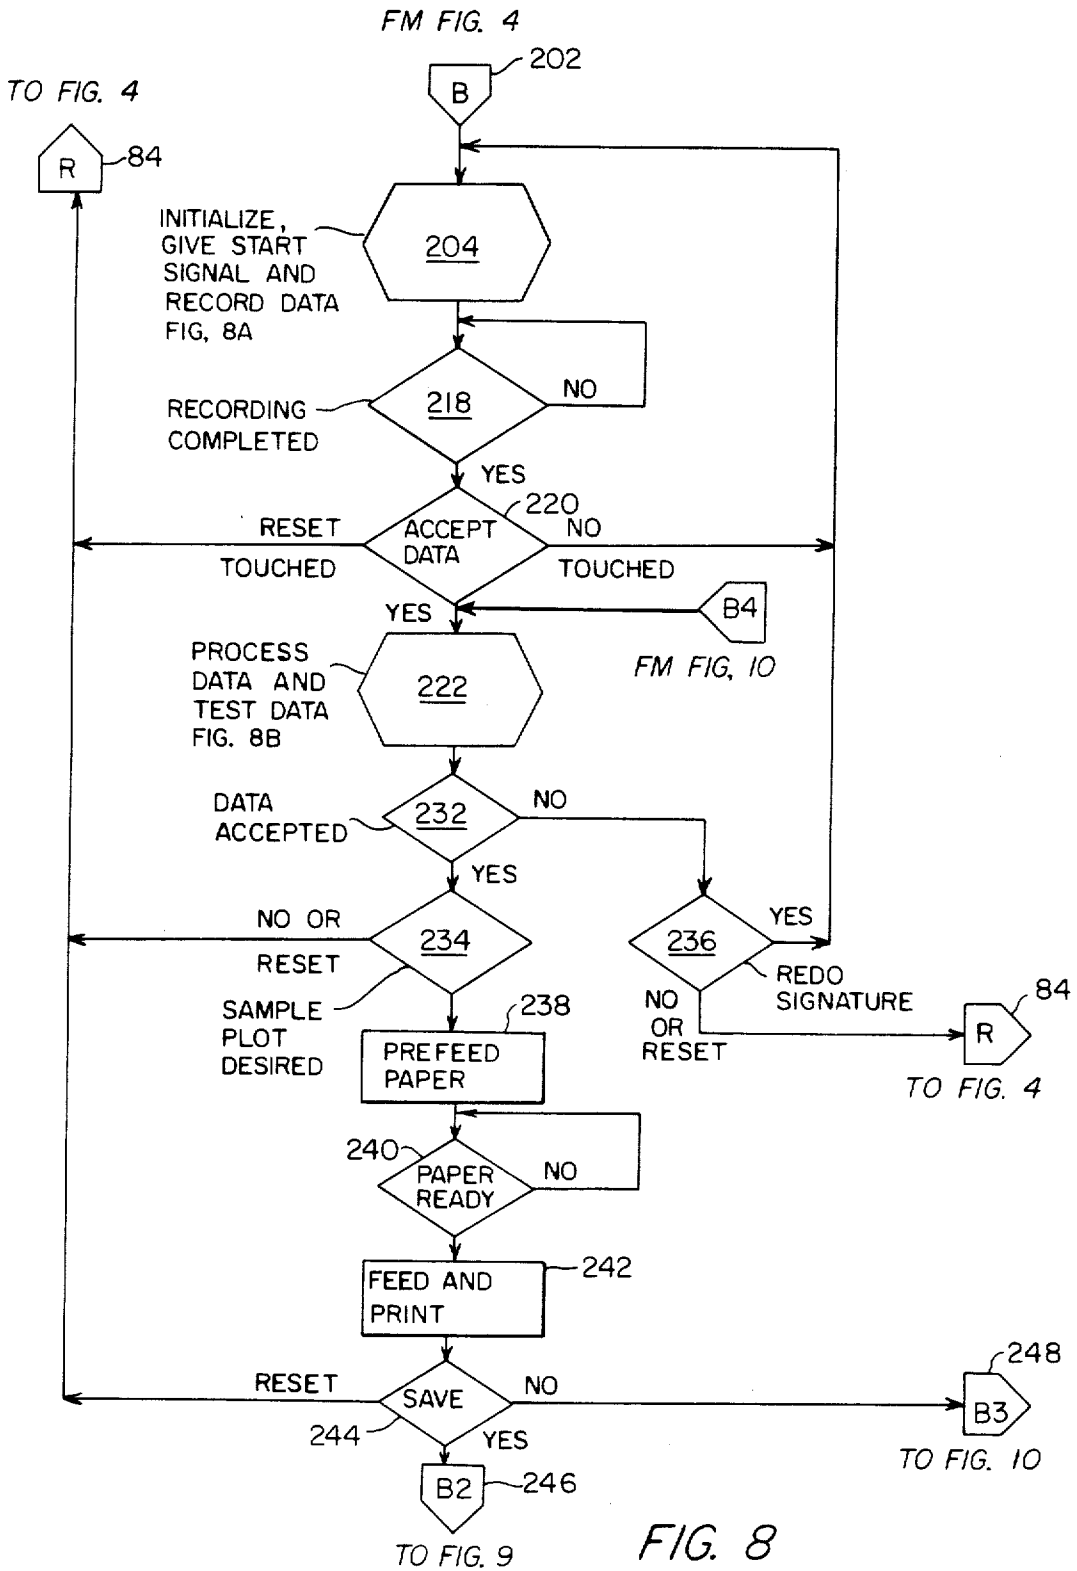 FM FIG. 4
202
B
TO FIG. 4
R
84
INITIALIZE,
GIVE START
SIGNAL AND
RECORD DATA
FIG, 8A
204
218
NO
RECORDING
COMPLETED
YES
220
RESET
TOUCHED
ACCEPT
DATA
NO
TOUCHED
YES
B4
FM FIG, 10
PROCESS
DATA AND
TEST DATA
FIG. 8B
222
DATA
ACCEPTED
232
NO
YES
NO OR
RESET
234
SAMPLE
PLOT
DESIRED
236
YES
REDO
SIGNATURE
NO
OR
RESET
84
R
TO FIG. 4
238
PREFEED
PAPER
240
PAPER
READY
NO
FEED AND
PRINT
242
RESET
SAVE
NO
244
YES
248
B3
TO FIG. 10
B2
246
TO FIG. 9
FIG. 8